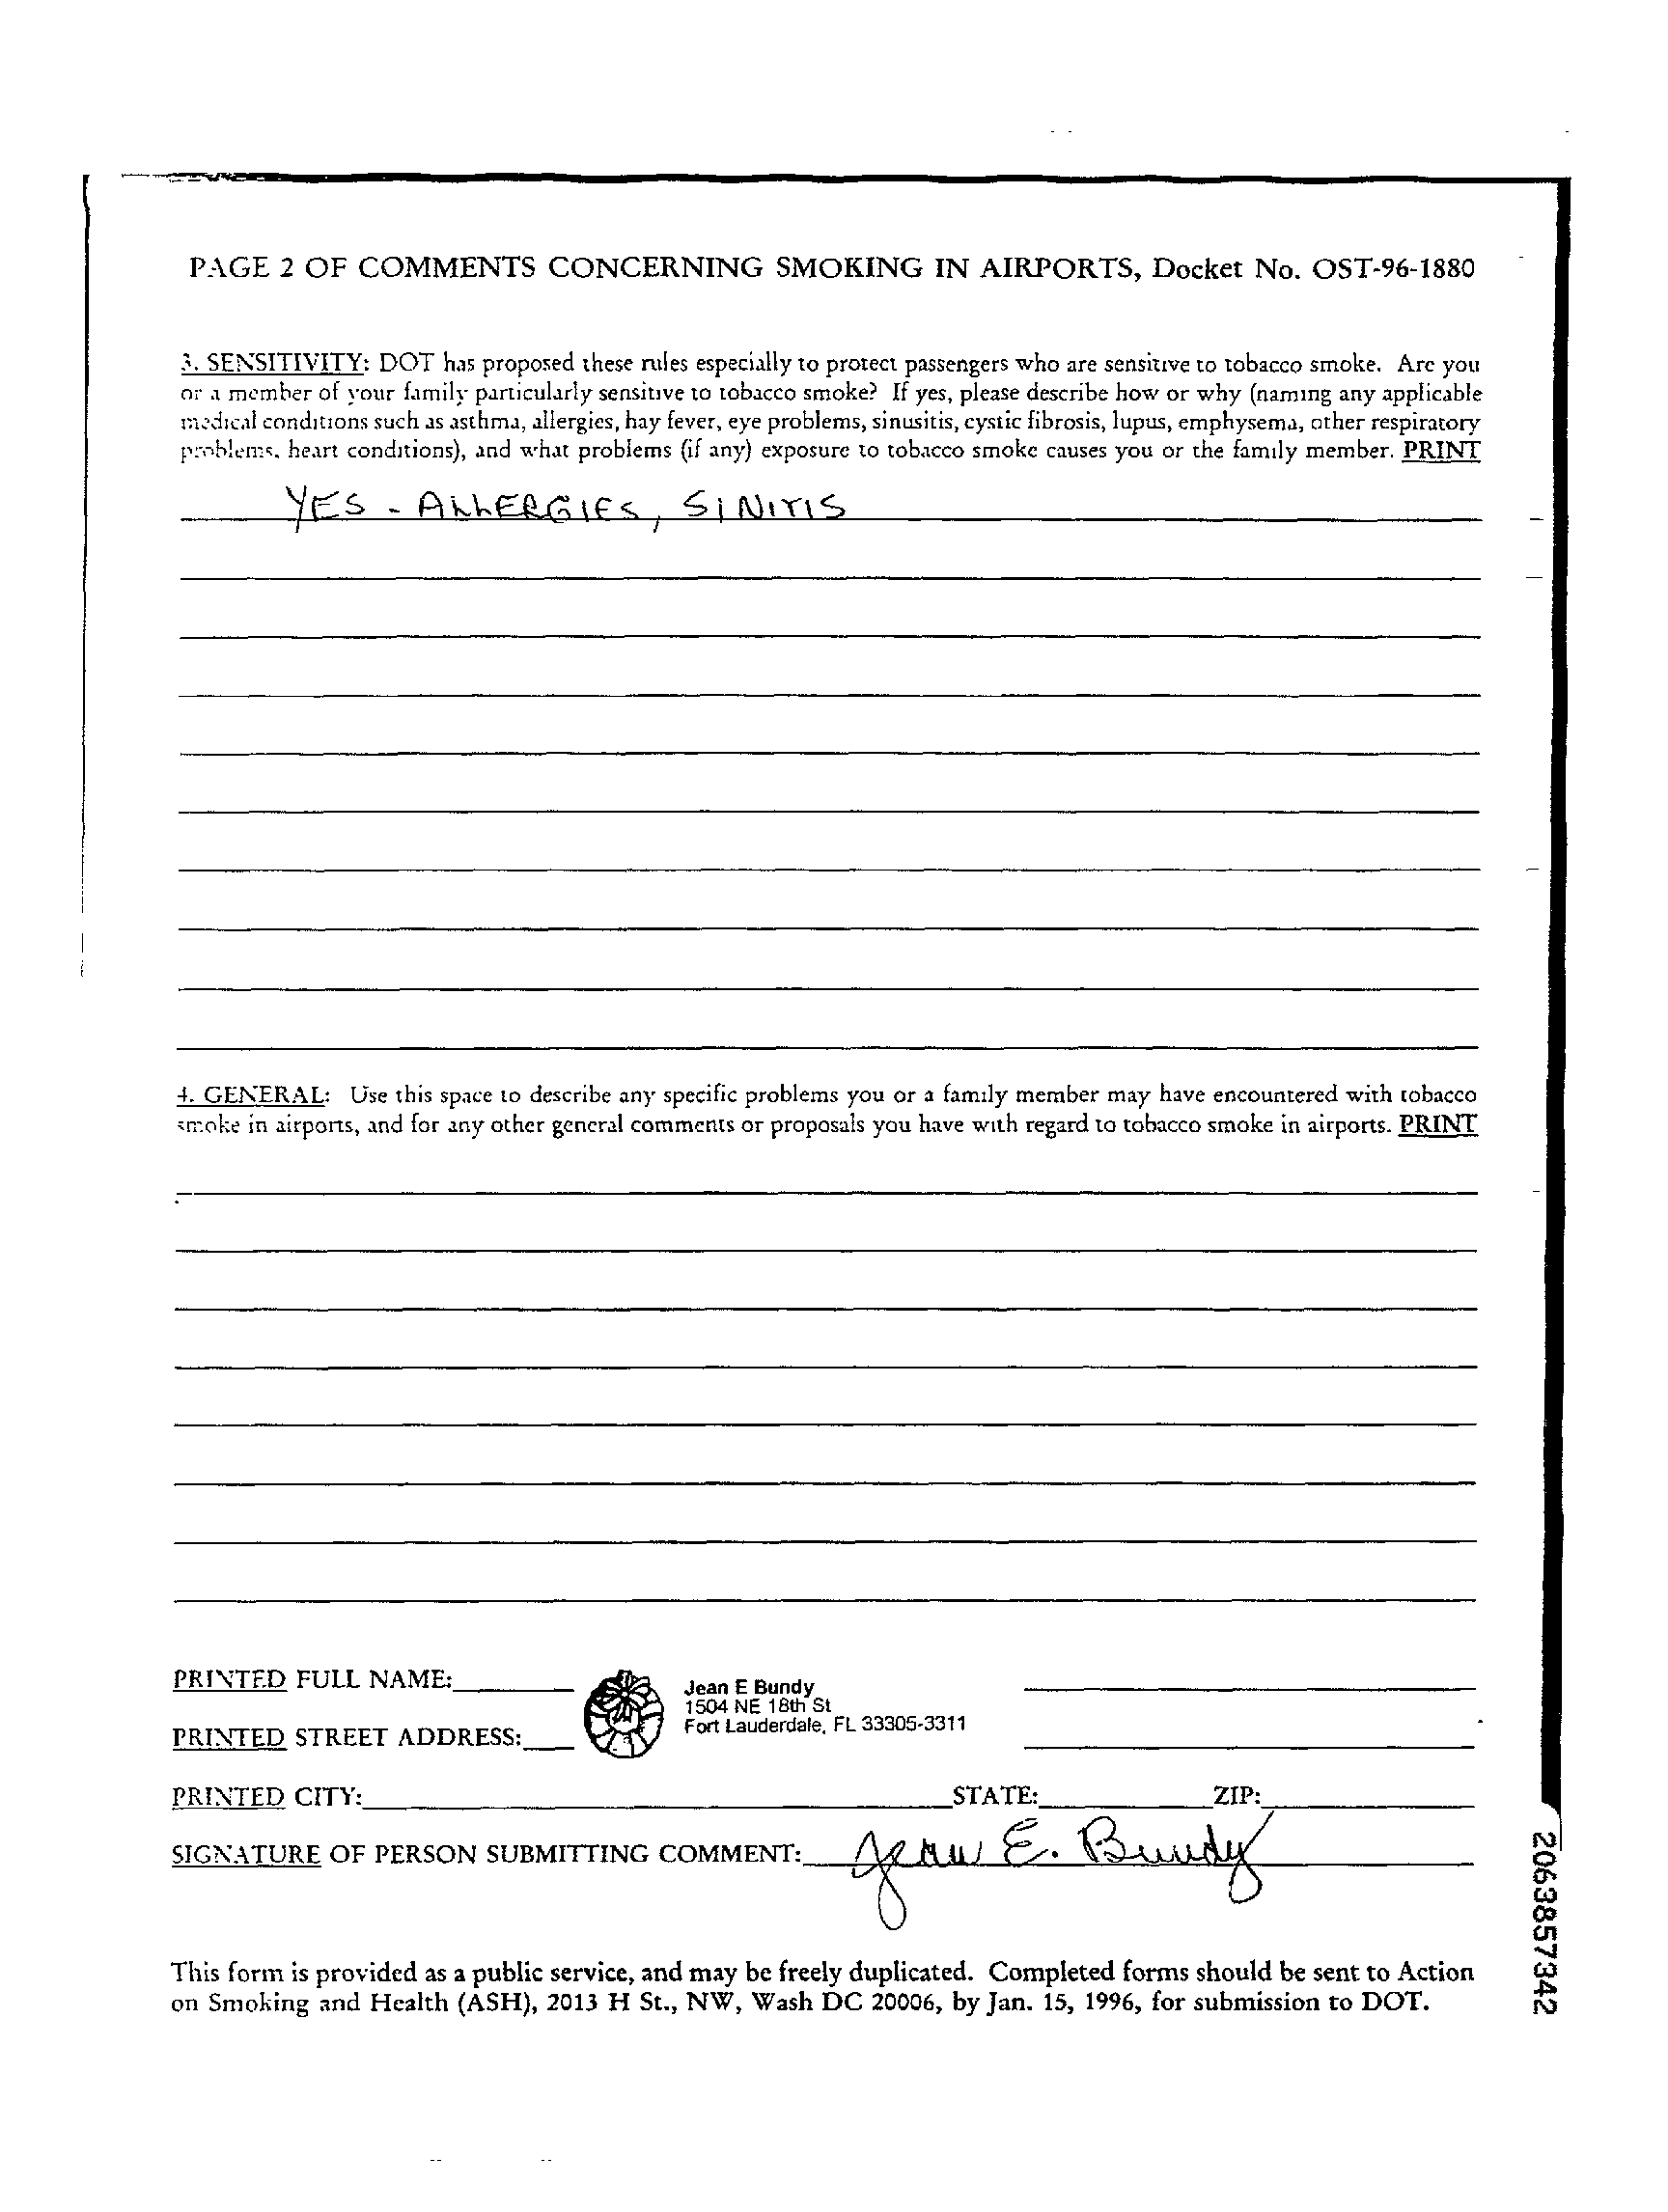 PAGE 2 OF COMMENTS CONCERNING SMOKING IN AIRPORTS, Docket No. OST-96-1880
3. SENSITIVITY: DOT has proposed these rules especially to protect passengers who are sensitive to tobacco smoke. Are you
or a member of your family particularly sensitive to tobacco smoke? If yes, please describe how or why (naming any applicable
medical conditions such as asthma, allergies, hay fever, eye problems, sinusitis, cystic fibrosis, lupus, emphysema, other respiratory
problems, heart conditions), and what problems (if any) exposure to tobacco smoke causes you or the family member. PRINT
YES - ALLERGIES, SINITIS
4. GENERAL: Use this space to describe any specific problems you or a family member may have encountered with tobacco
smoke in airports, and for any other general comments or proposals you have with regard to tobacco smoke in airports. PRINT
PRINTED FULL NAME:
Jean E Bundy
1504 NE 18th St
Fort Lauderdale, FL 33305-3311
PRINTED STREET ADDRESS:
PRINTED CITY: STATE: ZIP:
SIGNATURE OF PERSON SUBMITTING COMMENT: Jean E. Bundy
This form is provided as a public service, and may be freely duplicated. Completed forms should be sent to Action
on Smoking and Health (ASH), 2013 H St., NW, Wash DC 20006, by Jan. 15, 1996, for submission to DOT.
2063857342